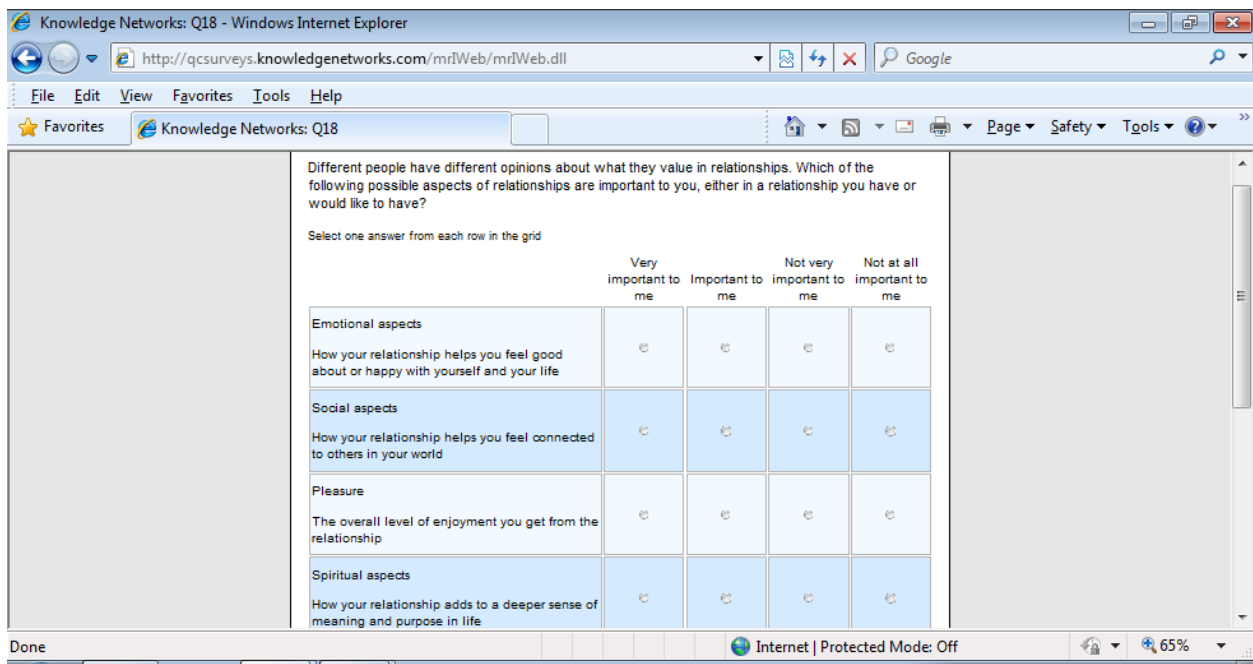 Knowledge Networks: Q18 - Windows Internet Explorer
http://qcsurveys.knowledgenetworks.com/mrIWeb/mrIWeb.dll
Google
File Edit View Favorites Tools Help
Favorites
Knowledge Networks: Q18
Page Safety Tools
Different people have different opinions about what they value in relationships. Which of the
following possible aspects of relationships are important to you, either in a relationship you have or
would like to have?
Select one answer from each row in the grid
Very important to me
Important to me
Not very important to me
Not at all important to me
Emotional aspects
How your relationship helps you feel good
about or happy with yourself and your life
Social aspects
How your relationship helps you feel connected
to others in your world
Pleasure
The overall level of enjoyment you get from the
relationship
Spiritual aspects
How your relationship adds to a deeper sense of
meaning and purpose in life
Done
Internet | Protected Mode: Off
65%